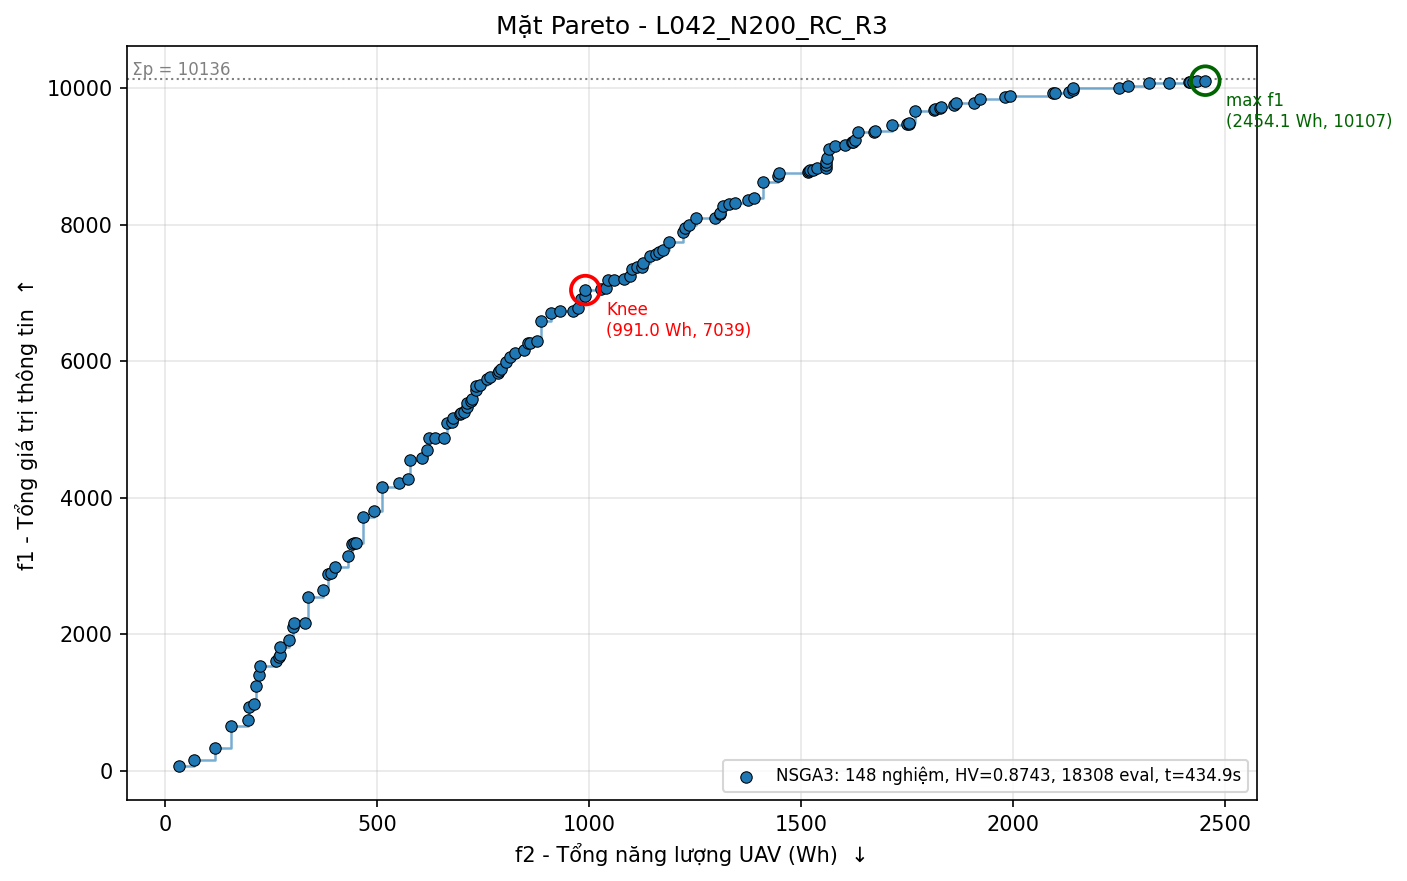 Mặt Pareto - L042_N200_RC_R3
Σp = 10136
max f1
(2454.1 Wh, 10107)
Knee
(991.0 Wh, 7039)
10000
8000
6000
4000
2000
0
f1 - Tổng giá trị thông tin ↑
NSGA3: 148 nghiệm, HV=0.8743, 18308 eval, t=434.9s
0 500 1000 1500 2000 2500
f2 - Tổng năng lượng UAV (Wh) ↓